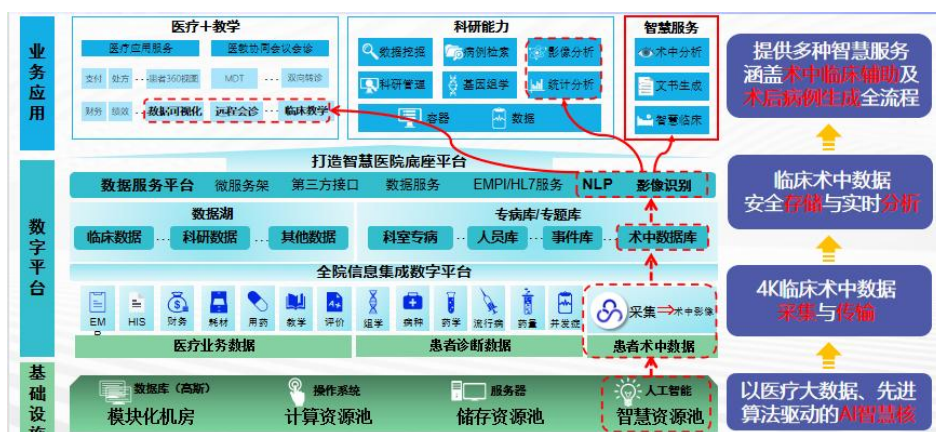 业务应用
医疗+教学
医疗应用服务
医教协同会议会诊
支付 处方 患者360视图 MDT 双向转诊
财务 绩效 数据可视化 远程会诊 临床教学
科研能力
数据挖掘 病例检索 影像分析
科研管理 基因组学 统计分析
容器 数据
智慧服务
术中分析
文书生成
智慧临床
数字平台
打造智慧医院底座平台
数据服务平台 微服务架 第三方接口 数据服务 EMPI/HL7服务 NLP 影像识别
数据湖
临床数据 科研数据 其他数据
专病库/专题库
科室专病 人员库 事件库 术中数据库
全院信息集成数字平台
EM HIS 财务 耗材 用药 教学 评价 组学 病种 药学 流行病 药量 并发症
采集⇒术中影像
医疗业务数据 患者诊断数据 患者术中数据
基础设施
数据库(高斯) 操作系统 服务器 人工智能
模块化机房 计算资源池 储存资源池 智慧资源池
提供多种智慧服务
涵盖术中临床辅助及
术后病例生成全流程
临床术中数据
安全存储与实时分析
4K临床术中数据
采集与传输
以医疗大数据、先进
算法驱动的AI智慧核